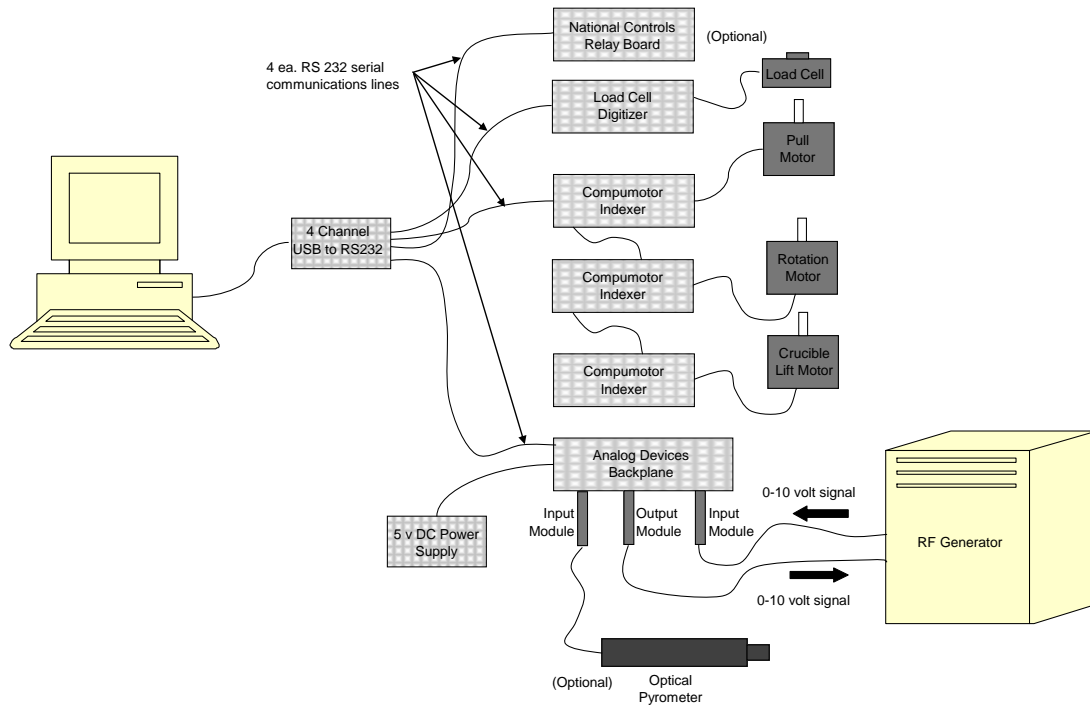 National Controls
Relay Board
(Optional)
4 ea. RS 232 serial
communications lines
Load Cell
Load Cell
Digitizer
Pull
Motor
Compumotor
Indexer
4 Channel
USB to RS232
Rotation
Motor
Compumotor
Indexer
Crucible
Lift Motor
Compumotor
Indexer
Analog Devices
Backplane
0-10 volt signal
Input
Module
Output
Module
Input
Module
5 v DC Power
Supply
RF Generator
0-10 volt signal
(Optional)
Optical
Pyrometer